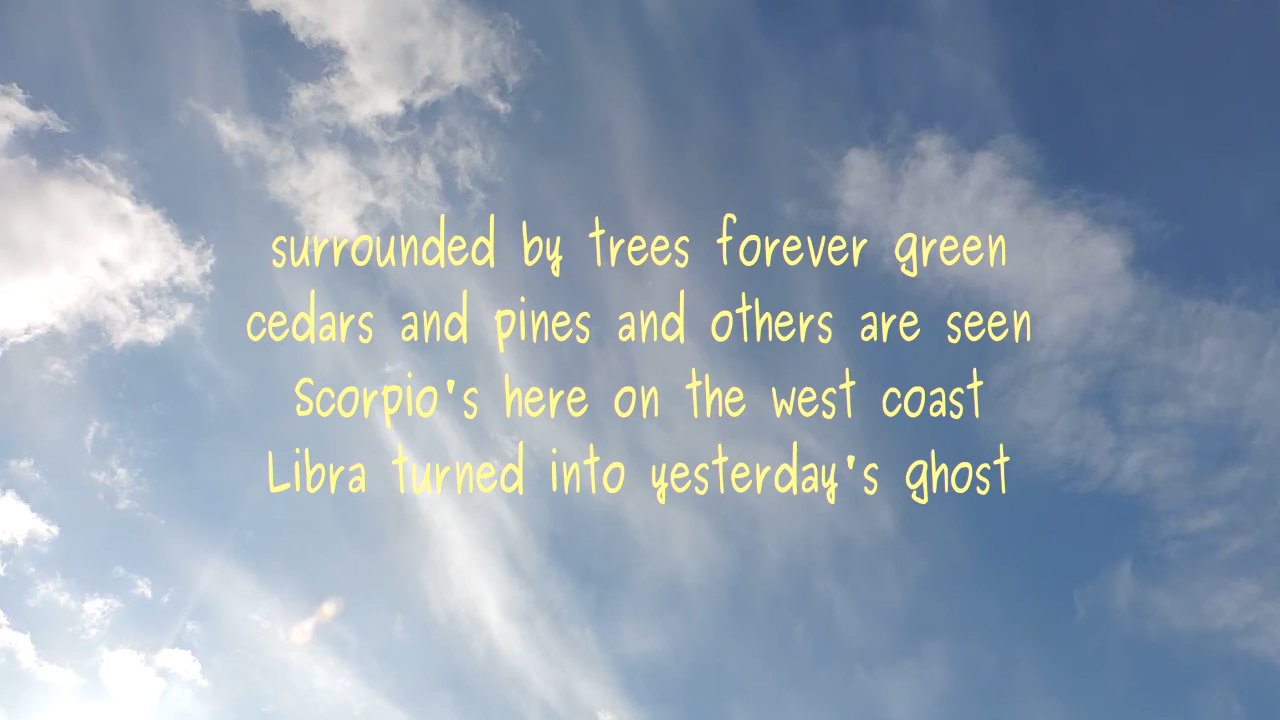 surrounded by trees forever green
cedars and pines and others are seen
Scorpio's here on the west coast
Libra turned into yesterday's ghost